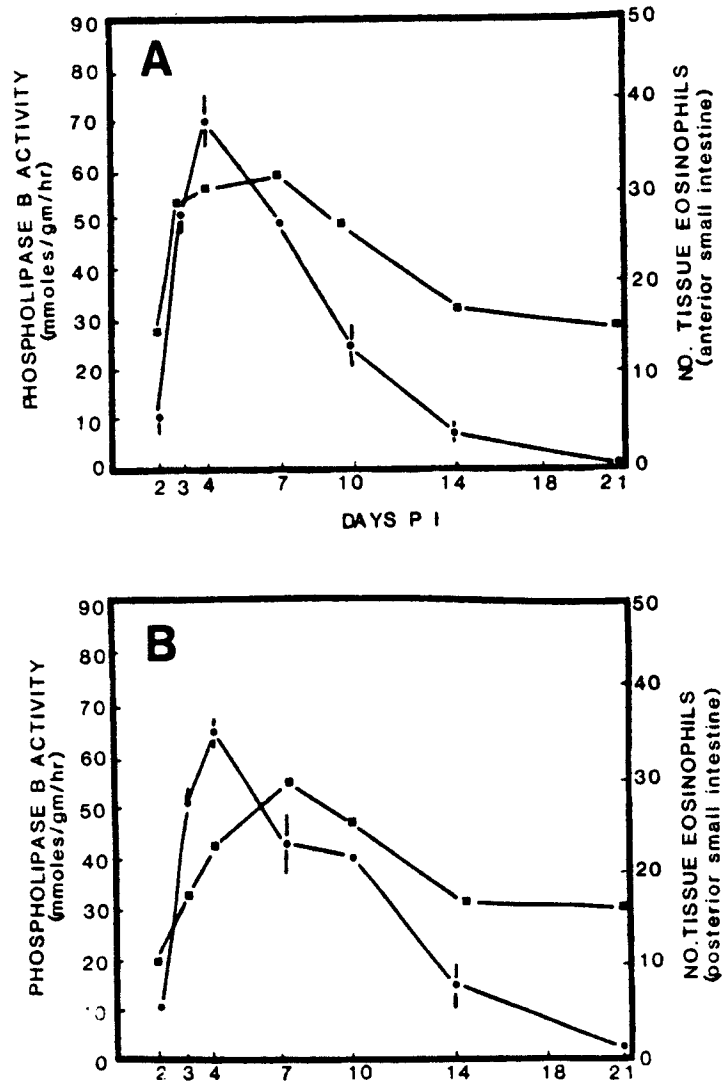 A
PHOSPHOLIPASE B ACTIVITY
(mmoles/gm/hr)
90
80
70
60
50
40
30
20
10
0
50
40
30
20
10
0
NO. TISSUE EOSINOPHILS
(anterior small intestine)
2 3 4 7 10 14 18 21
DAYS P I
B
PHOSPHOLIPASE B ACTIVITY
(mmoles/gm/hr)
90
80
70
60
50
40
30
20
10
0
50
40
30
20
10
0
NO. TISSUE EOSINOPHILS
(posterior small intestine)
2 3 4 7 10 14 18 21